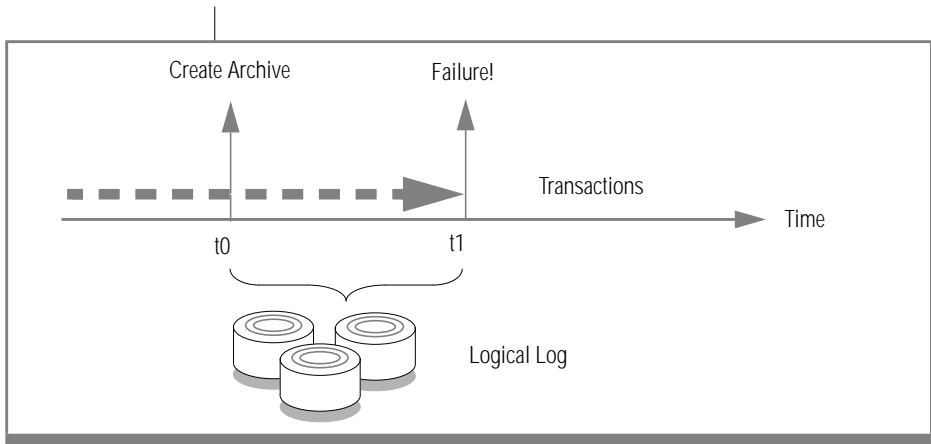 Create Archive
Failure!
Transactions
Time
t0
t1
Logical Log